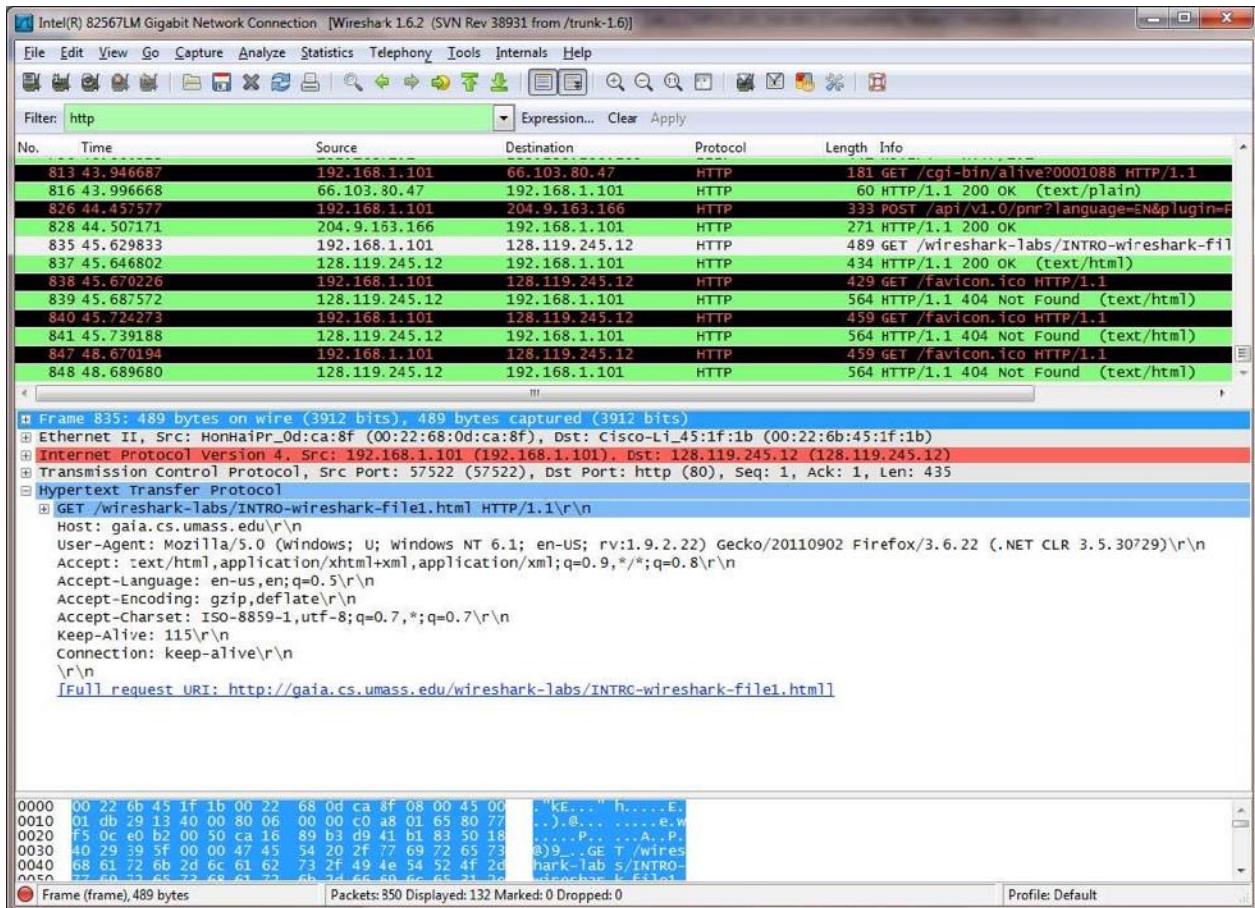 Intel(R) 82567LM Gigabit Network Connection [Wireshark 1.6.2 (SVN Rev 38931 from /trunk-1.6)]
File Edit View Go Capture Analyze Statistics Telephony Tools Internals Help
Filter: http Expression... Clear Apply
No. Time Source Destination Protocol Length Info
813 43.946687 192.168.1.101 66.103.80.47 HTTP 181 GET /cgi-bin/alive?0001088 HTTP/1.1
816 43.996668 66.103.80.47 192.168.1.101 HTTP 60 HTTP/1.1 200 OK (text/plain)
826 44.457577 192.168.1.101 204.9.163.166 HTTP 333 POST /api/v1.0/pnr?language=EN&plugin=F
828 44.507171 204.9.163.166 192.168.1.101 HTTP 271 HTTP/1.1 200 OK
835 45.629833 192.168.1.101 128.119.245.12 HTTP 489 GET /wireshark-labs/INTRO-wireshark-fil
837 45.646802 128.119.245.12 192.168.1.101 HTTP 434 HTTP/1.1 200 OK (text/html)
838 45.670226 192.168.1.101 128.119.245.12 HTTP 429 GET /favicon.ico HTTP/1.1
839 45.687572 128.119.245.12 192.168.1.101 HTTP 564 HTTP/1.1 404 Not Found (text/html)
840 45.724273 192.168.1.101 128.119.245.12 HTTP 459 GET /favicon.ico HTTP/1.1
841 45.739188 128.119.245.12 192.168.1.101 HTTP 564 HTTP/1.1 404 Not Found (text/html)
847 48.670194 192.168.1.101 128.119.245.12 HTTP 459 GET /favicon.ico HTTP/1.1
848 48.689680 128.119.245.12 192.168.1.101 HTTP 564 HTTP/1.1 404 Not Found (text/html)
Frame 835: 489 bytes on wire (3912 bits), 489 bytes captured (3912 bits)
Ethernet II, Src: HonHaiPr_0d:ca:8f (00:22:68:0d:ca:8f), Dst: Cisco-Li_45:1f:1b (00:22:6b:45:1f:1b)
Internet Protocol Version 4, Src: 192.168.1.101 (192.168.1.101), Dst: 128.119.245.12 (128.119.245.12)
Transmission Control Protocol, Src Port: 57522 (57522), Dst Port: http (80), Seq: 1, Ack: 1, Len: 435
Hypertext Transfer Protocol
GET /wireshark-labs/INTRO-wireshark-file1.html HTTP/1.1\r\n
Host: gaia.cs.umass.edu\r\n
User-Agent: Mozilla/5.0 (Windows; U; Windows NT 6.1; en-US; rv:1.9.2.22) Gecko/20110902 Firefox/3.6.22 (.NET CLR 3.5.30729)\r\n
Accept: text/html,application/xhtml+xml,application/xml;q=0.9,*/*;q=0.8\r\n
Accept-Language: en-us,en;q=0.5\r\n
Accept-Encoding: gzip,deflate\r\n
Accept-Charset: ISO-8859-1,utf-8;q=0.7,*;q=0.7\r\n
Keep-Alive: 115\r\n
Connection: keep-alive\r\n
\r\n
[Full request URI: http://gaia.cs.umass.edu/wireshark-labs/INTRO-wireshark-file1.html]
0000 00 22 6b 45 1f 1b 00 22 68 0d ca 8f 08 00 45 00 ."kE..." h.....E.
0010 01 db 29 13 40 00 80 06 00 00 c0 a8 01 65 80 77 ..).@... .....e.w
0020 f5 0c e0 b2 00 50 ca 16 89 b3 d9 41 b1 83 50 18 .....P.. ...A..P.
0030 40 29 39 5f 00 00 47 45 54 20 2f 77 69 72 65 73 @)9_..GE T /wires
0040 68 61 72 6b 2d 6c 61 62 73 2f 49 4e 54 52 4f 2d hark-lab s/INTRO-
0050 77 69 72 65 73 68 61 72 6b 2d 66 69 6c 65 31 2e wireshar k-file1.
Frame (frame), 489 bytes Packets: 850 Displayed: 132 Marked: 0 Dropped: 0 Profile: Default